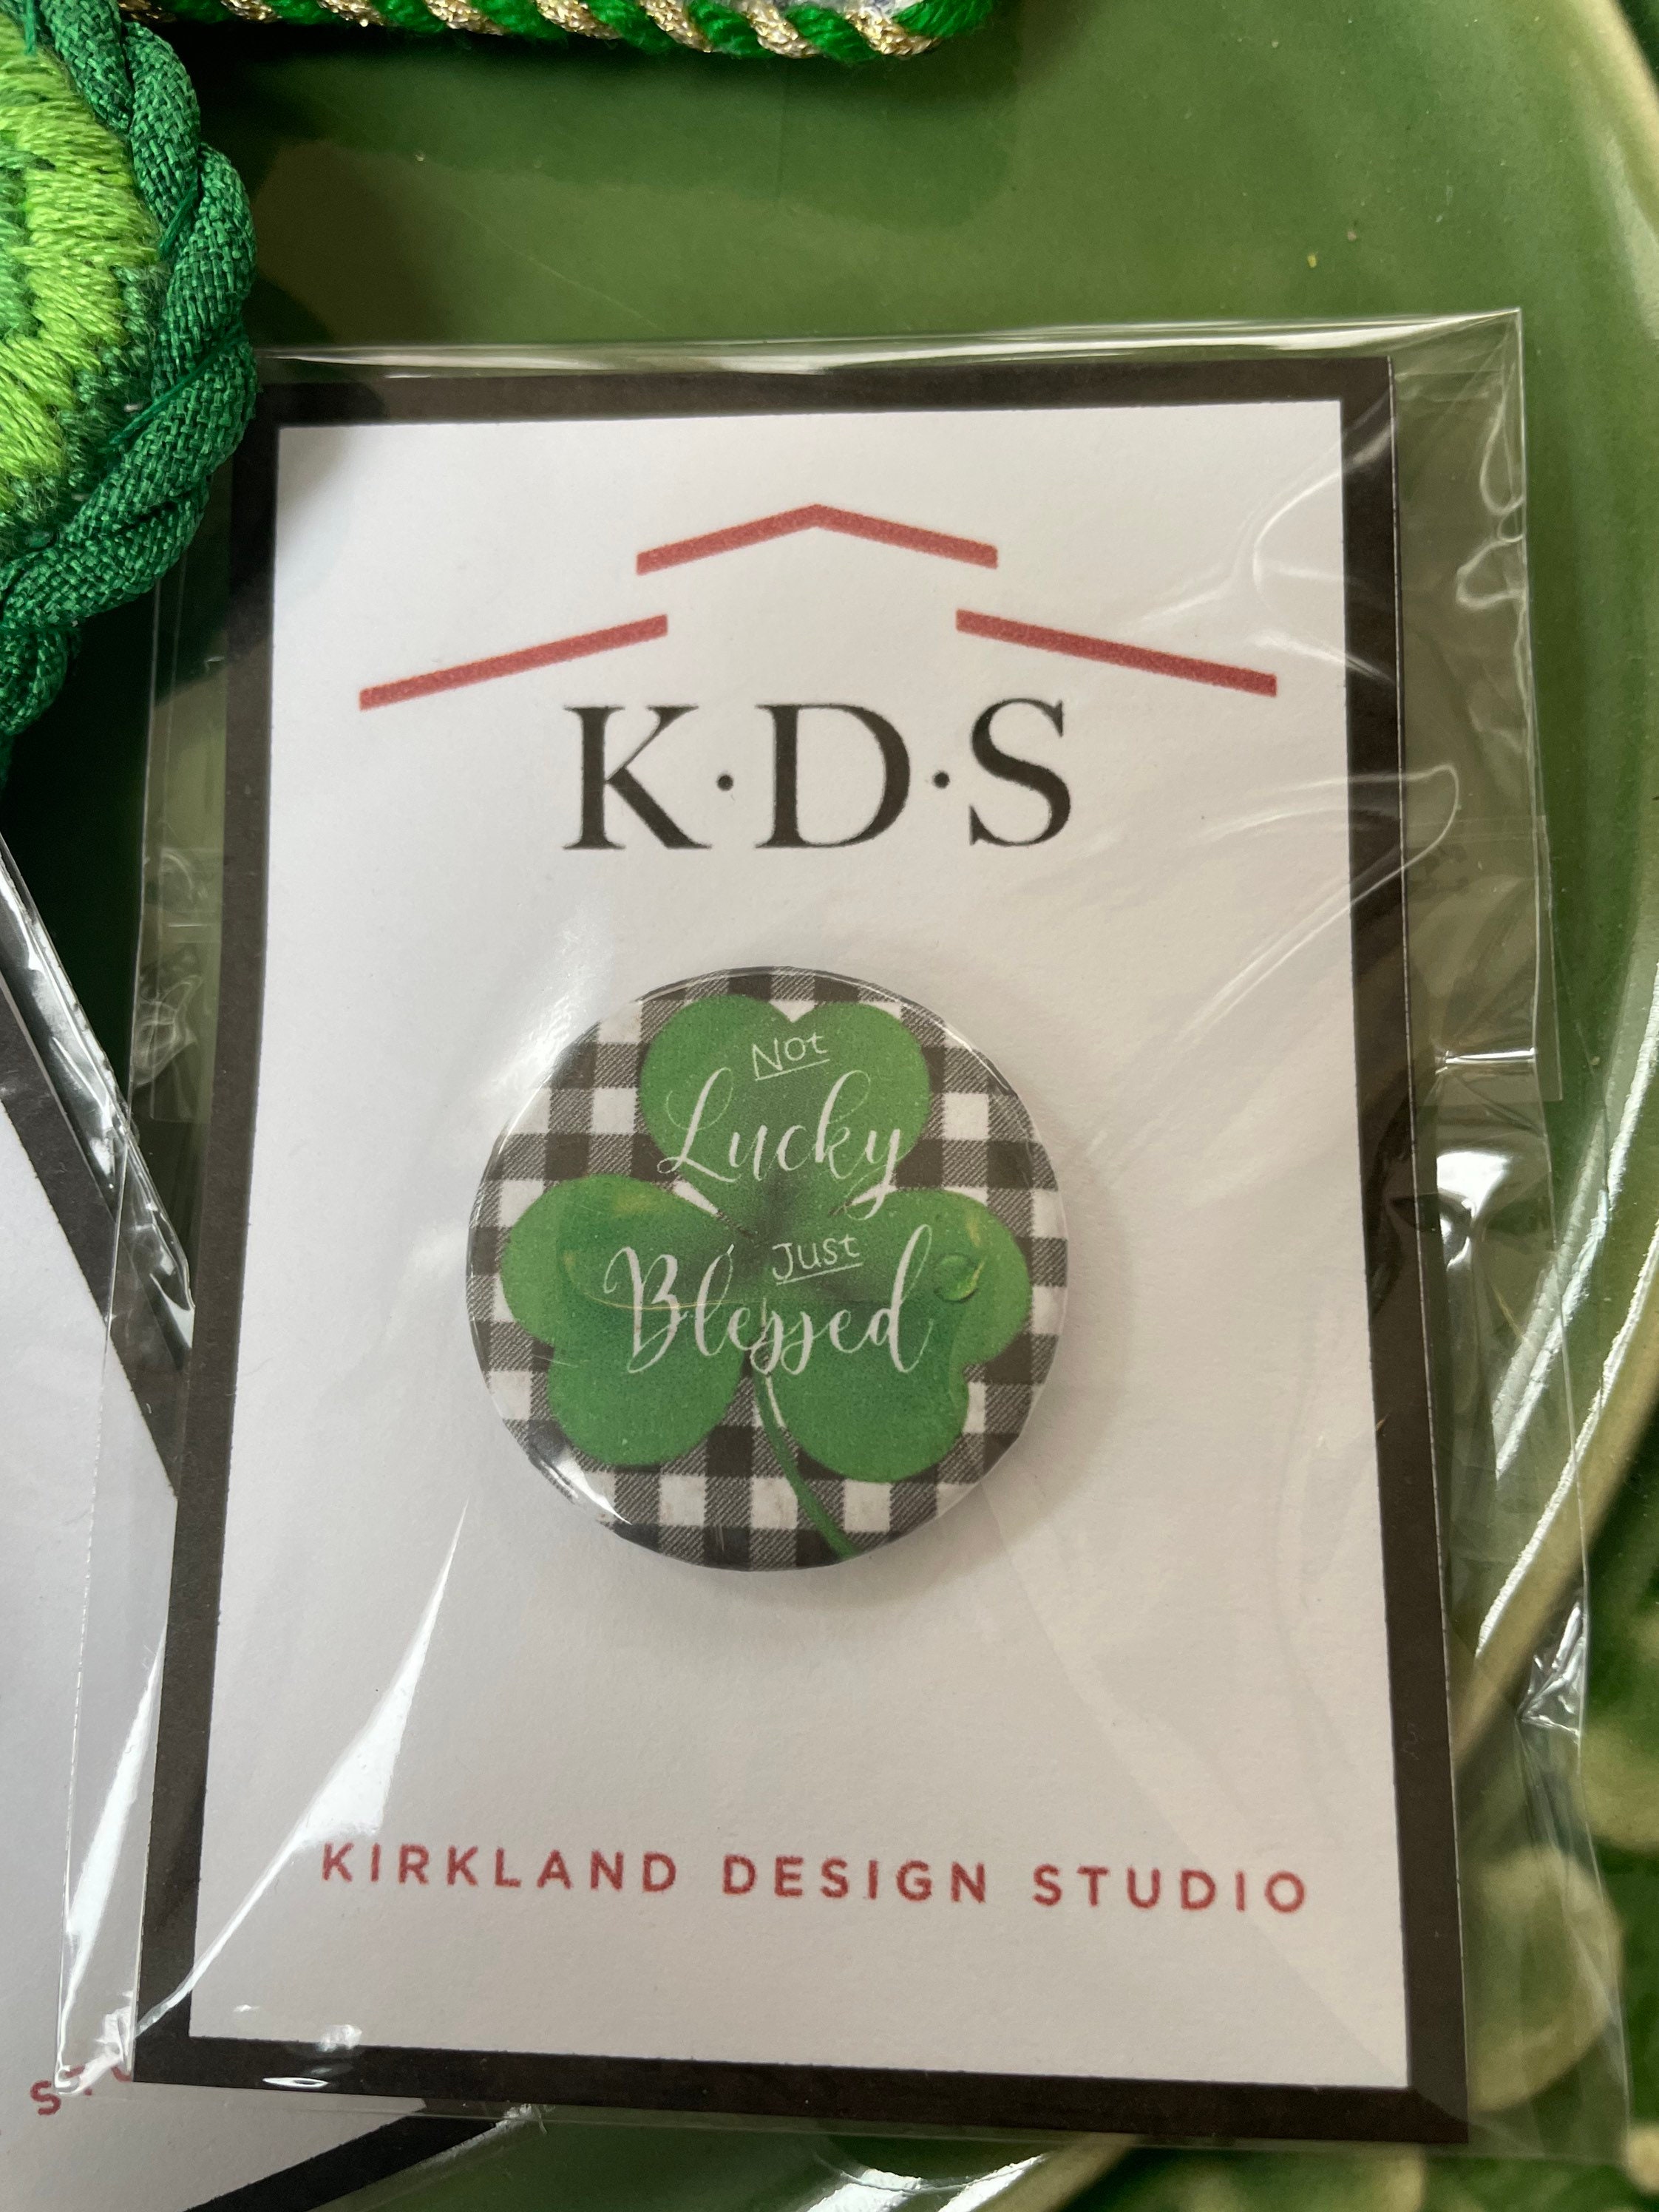 K·D·S
Not
Lucky
Just
Blessed
KIRKLAND DESIGN STUDIO